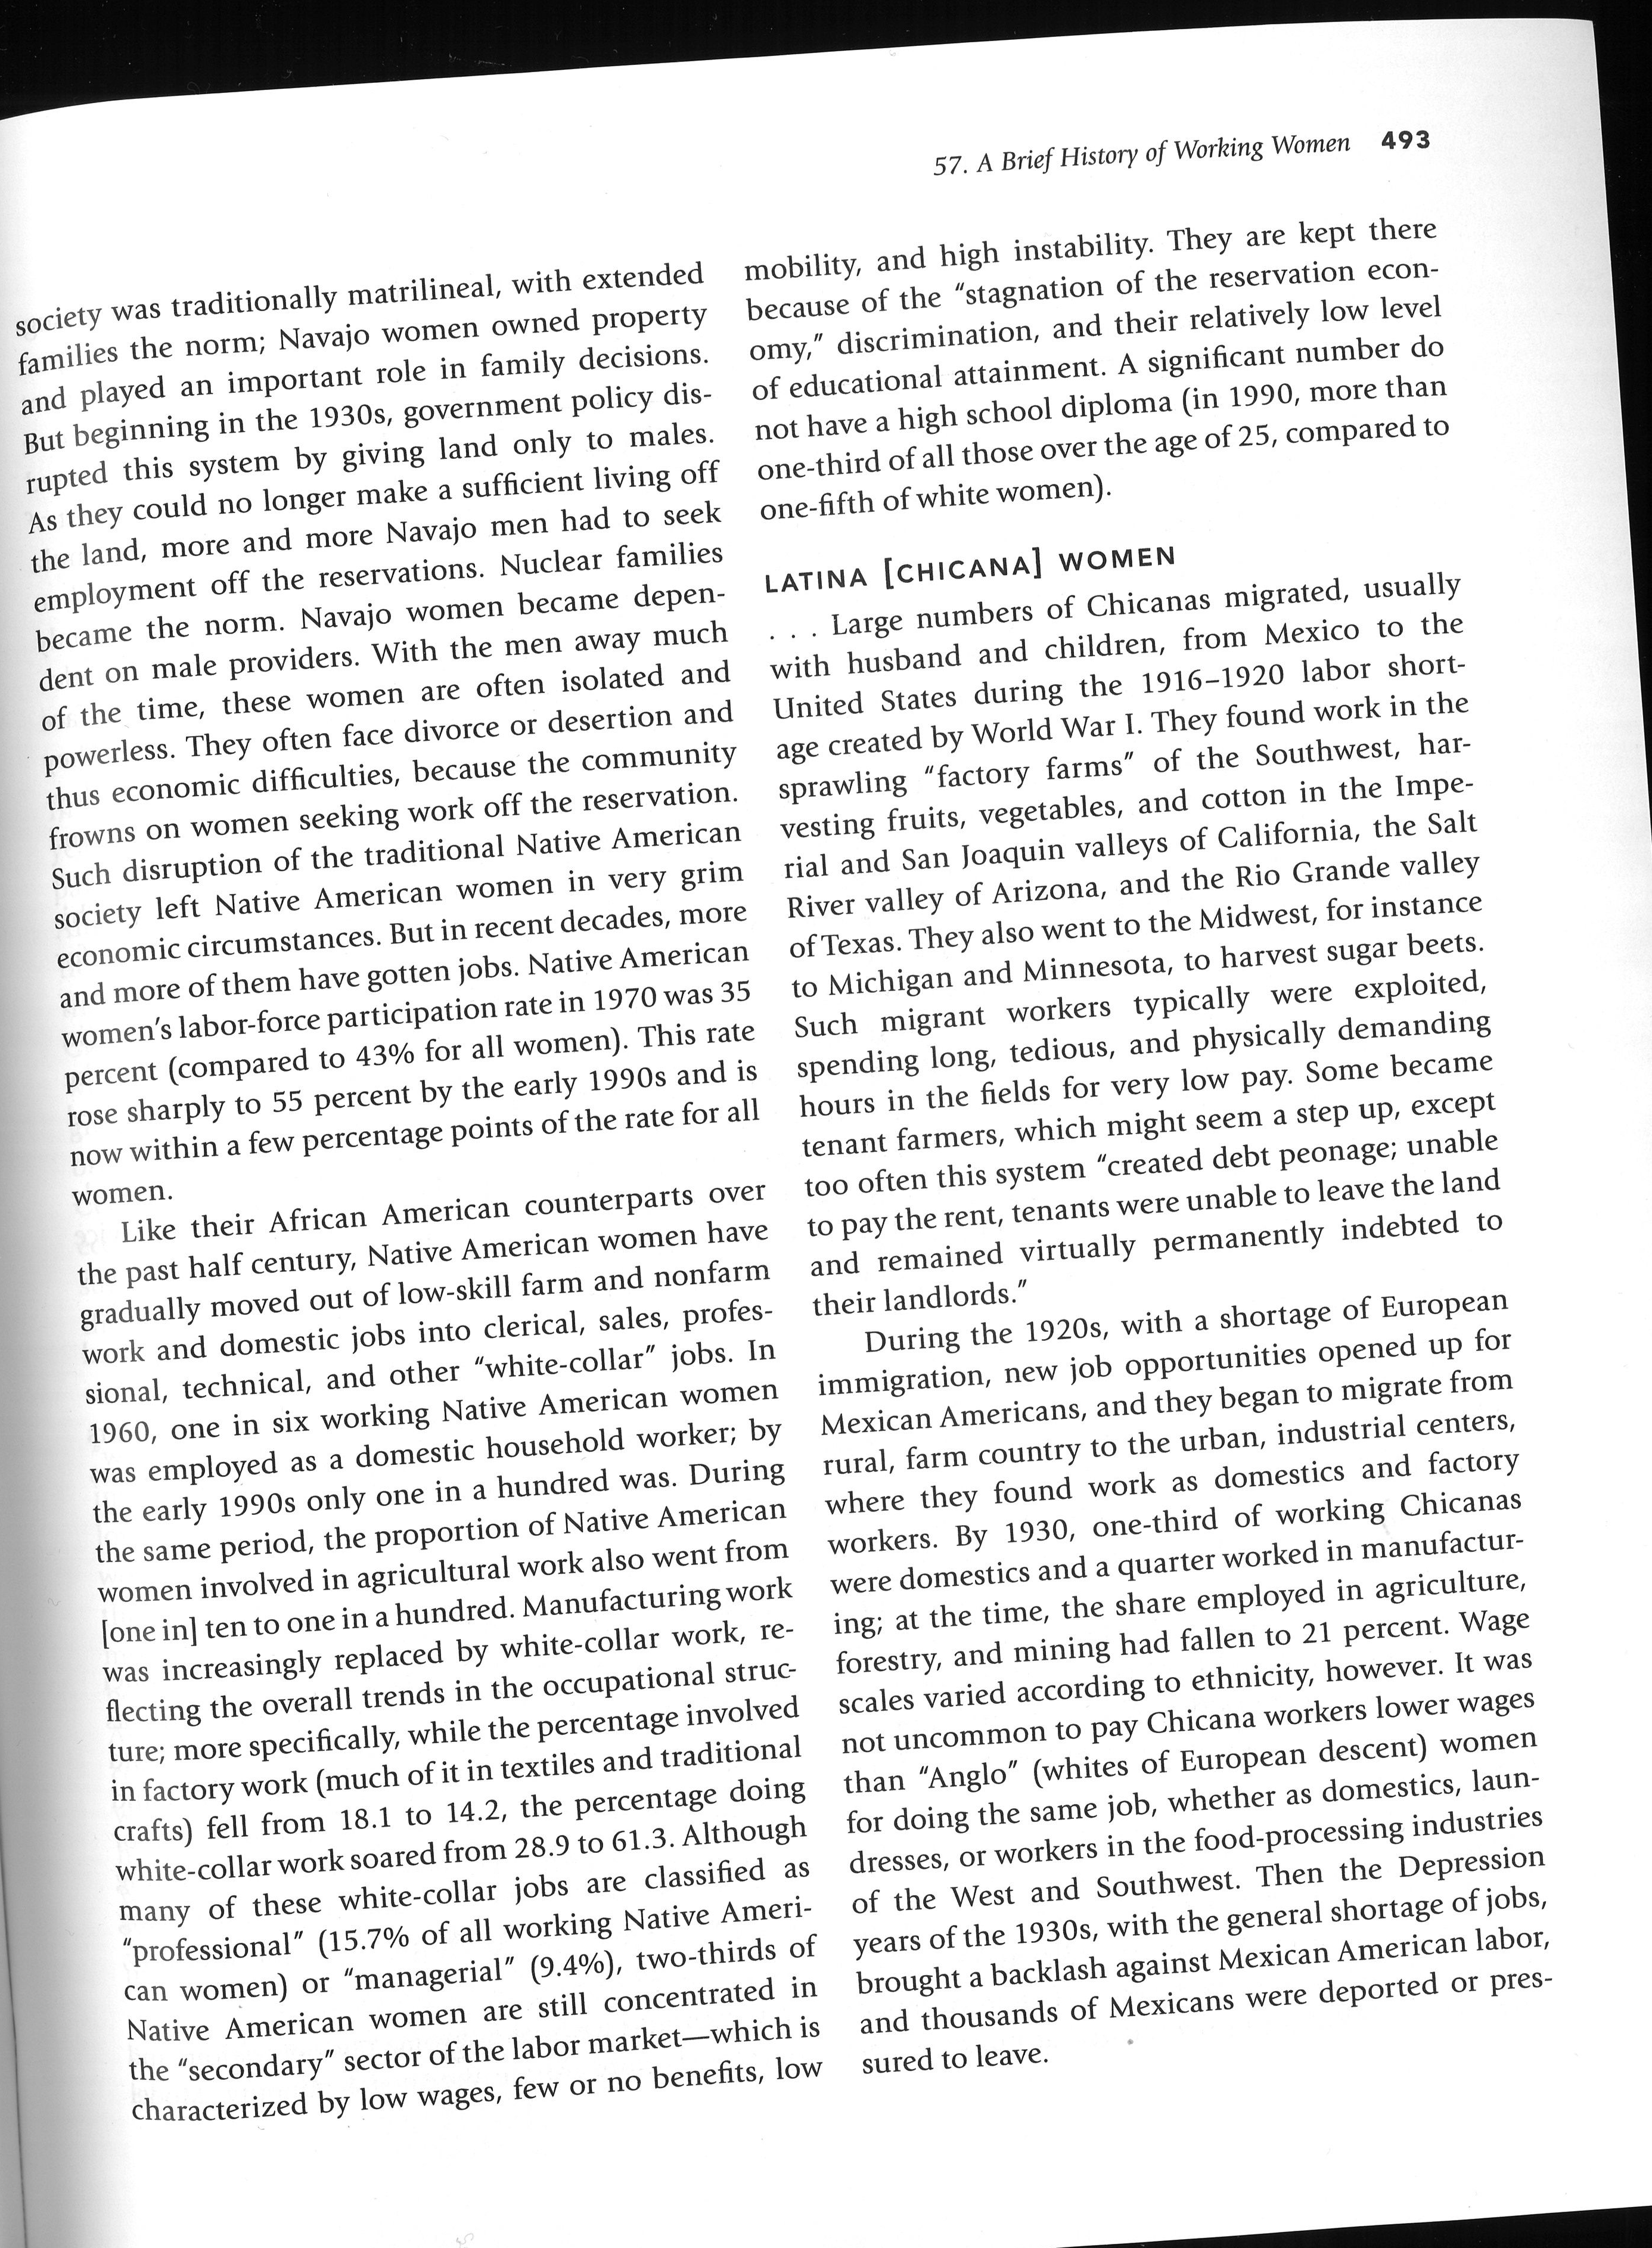 57. A Brief History of Working Women 493
society was traditionally matrilineal, with extended
families the norm; Navajo women owned property
and played an important role in family decisions.
But beginning in the 1930s, government policy dis-
rupted this system by giving land only to males.
As they could no longer make a sufficient living off
the land, more and more Navajo men had to seek
employment off the reservations. Nuclear families
became the norm. Navajo women became depen-
dent on male providers. With the men away much
of the time, these women are often isolated and
powerless. They often face divorce or desertion and
thus economic difficulties, because the community
frowns on women seeking work off the reservation.
Such disruption of the traditional Native American
society left Native American women in very grim
economic circumstances. But in recent decades, more
and more of them have gotten jobs. Native American
women's labor-force participation rate in 1970 was 35
percent (compared to 43% for all women). This rate
rose sharply to 55 percent by the early 1990s and is
now within a few percentage points of the rate for all
women.
Like their African American counterparts over
the past half century, Native American women have
gradually moved out of low-skill farm and nonfarm
work and domestic jobs into clerical, sales, profes-
sional, technical, and other "white-collar" jobs. In
1960, one in six working Native American women
was employed as a domestic household worker; by
the early 1990s only one in a hundred was. During
the same period, the proportion of Native American
women involved in agricultural work also went from
[one in] ten to one in a hundred. Manufacturing work
was increasingly replaced by white-collar work, re-
flecting the overall trends in the occupational struc-
ture; more specifically, while the percentage involved
in factory work (much of it in textiles and traditional
crafts) fell from 18.1 to 14.2, the percentage doing
white-collar work soared from 28.9 to 61.3. Although
many of these white-collar jobs are classified as
"professional" (15.7% of all working Native Ameri-
can women) or "managerial" (9.4%), two-thirds of
Native American women are still concentrated in
the "secondary" sector of the labor market—which is
characterized by low wages, few or no benefits, low
mobility, and high instability. They are kept there
because of the "stagnation of the reservation econ-
omy," discrimination, and their relatively low level
of educational attainment. A significant number do
not have a high school diploma (in 1990, more than
one-third of all those over the age of 25, compared to
one-fifth of white women).
LATINA [CHICANA] WOMEN
. . . Large numbers of Chicanas migrated, usually
with husband and children, from Mexico to the
United States during the 1916–1920 labor short-
age created by World War I. They found work in the
sprawling "factory farms" of the Southwest, har-
vesting fruits, vegetables, and cotton in the Impe-
rial and San Joaquin valleys of California, the Salt
River valley of Arizona, and the Rio Grande valley
of Texas. They also went to the Midwest, for instance
to Michigan and Minnesota, to harvest sugar beets.
Such migrant workers typically were exploited,
spending long, tedious, and physically demanding
hours in the fields for very low pay. Some became
tenant farmers, which might seem a step up, except
too often this system "created debt peonage; unable
to pay the rent, tenants were unable to leave the land
and remained virtually permanently indebted to
their landlords."
During the 1920s, with a shortage of European
immigration, new job opportunities opened up for
Mexican Americans, and they began to migrate from
rural, farm country to the urban, industrial centers,
where they found work as domestics and factory
workers. By 1930, one-third of working Chicanas
were domestics and a quarter worked in manufactur-
ing; at the time, the share employed in agriculture,
forestry, and mining had fallen to 21 percent. Wage
scales varied according to ethnicity, however. It was
not uncommon to pay Chicana workers lower wages
than "Anglo" (whites of European descent) women
for doing the same job, whether as domestics, laun-
dresses, or workers in the food-processing industries
of the West and Southwest. Then the Depression
years of the 1930s, with the general shortage of jobs,
brought a backlash against Mexican American labor,
and thousands of Mexicans were deported or pres-
sured to leave.